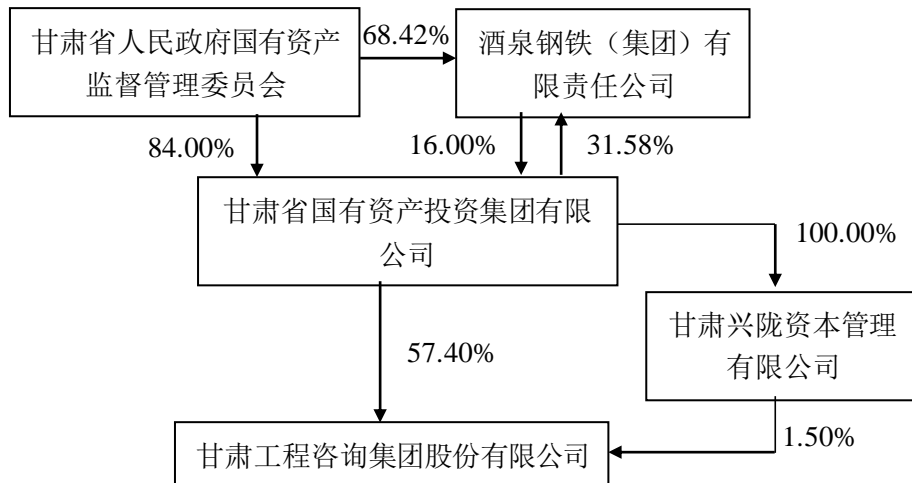 甘肃省人民政府国有资产
监督管理委员会
68.42%
酒泉钢铁（集团）有
限责任公司
84.00%
16.00%
31.58%
甘肃省国有资产投资集团有限
公司
100.00%
甘肃兴陇资本管理
有限公司
57.40%
1.50%
甘肃工程咨询集团股份有限公司